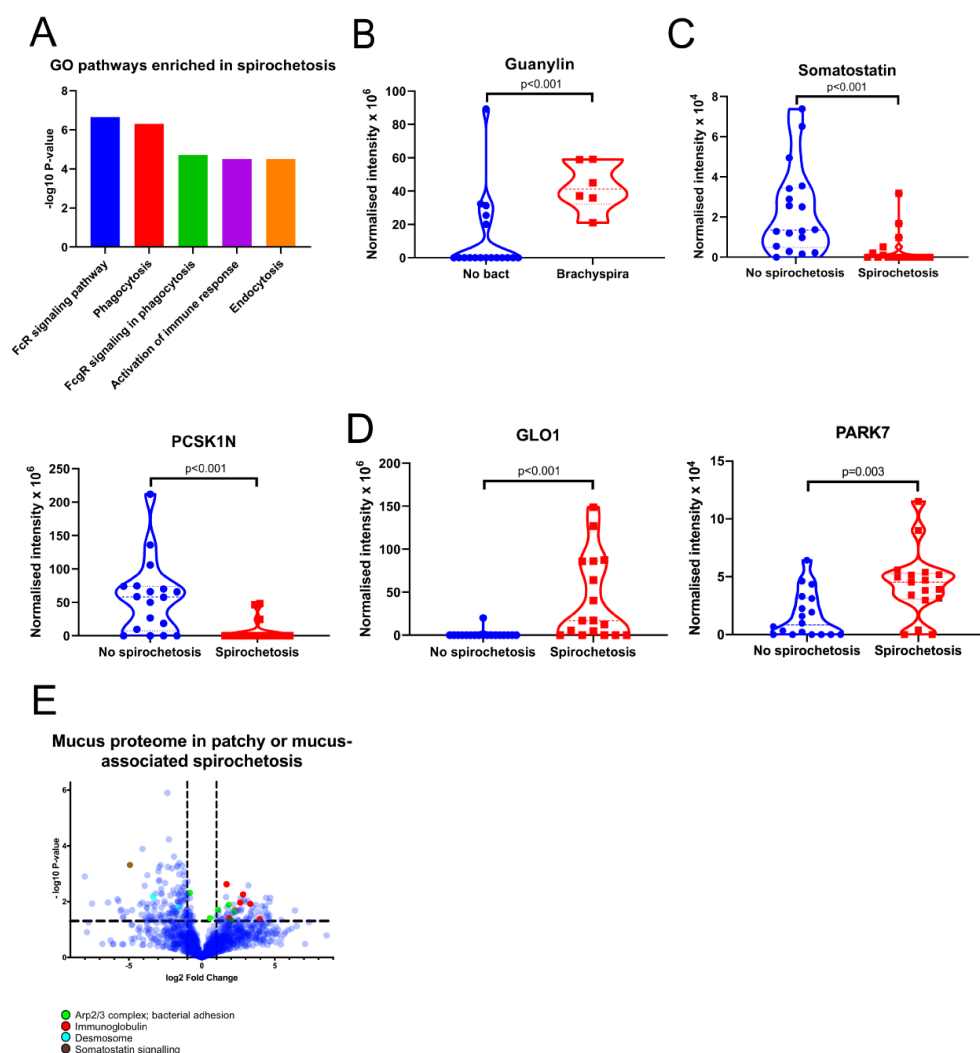 A
GO pathways enriched in spirochetosis
-log10 P-value
8
6
4
2
0
FcR signaling pathway
Phagocytosis
FcgR signaling in phagocytosis
Activation of immune response
Endocytosis
B
Guanylin
p<0.001
Normalised intensity x 10⁶
100
80
60
40
20
0
No bact
Brachyspira
C
Somatostatin
p<0.001
Normalised intensity x 10⁴
8
6
4
2
0
No spirochetosis
Spirochetosis
PCSK1N
p<0.001
Normalised intensity x 10⁶
250
200
150
100
50
0
No spirochetosis
Spirochetosis
D
GLO1
p<0.001
Normalised intensity x 10⁶
200
150
100
50
0
No spirochetosis
Spirochetosis
PARK7
p=0.003
Normalised intensity x 10⁴
15
10
5
0
No spirochetosis
Spirochetosis
E
Mucus proteome in patchy or mucus-
associated spirochetosis
- log10 P-value
6
4
2
0
-5
0
5
log2 Fold Change
Arp2/3 complex; bacterial adhesion
Immunoglobulin
Desmosome
Somatostatin signalling